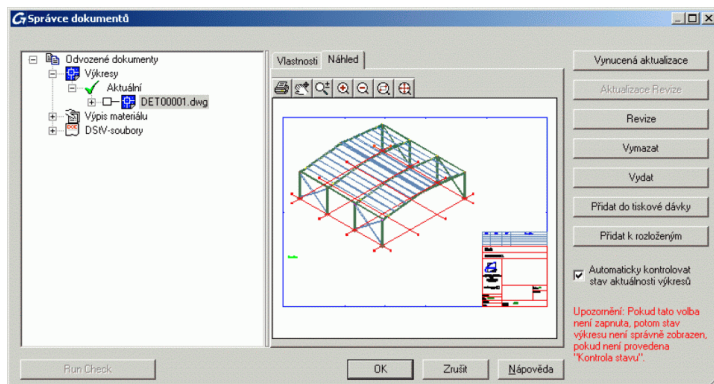 Správce dokumentů
Odvozené dokumenty
Výkresy
Aktuální
DET00001.dwg
Výpis materiálu
DStV-soubory
Vlastnosti
Náhled
Vynucená aktualizace
Aktualizace Revize
Revize
Vymazat
Vydat
Přidat do tiskové dávky
Přidat k rozloženým
Automaticky kontrolovat
stav aktuálnosti výkresů
Upozornění: Pokud tato volba
není zapnuta, potom stav
výkresu není správně zobrazen,
pokud není provedena
"Kontrola stavu".
Run Check
OK
Zrušit
Nápověda